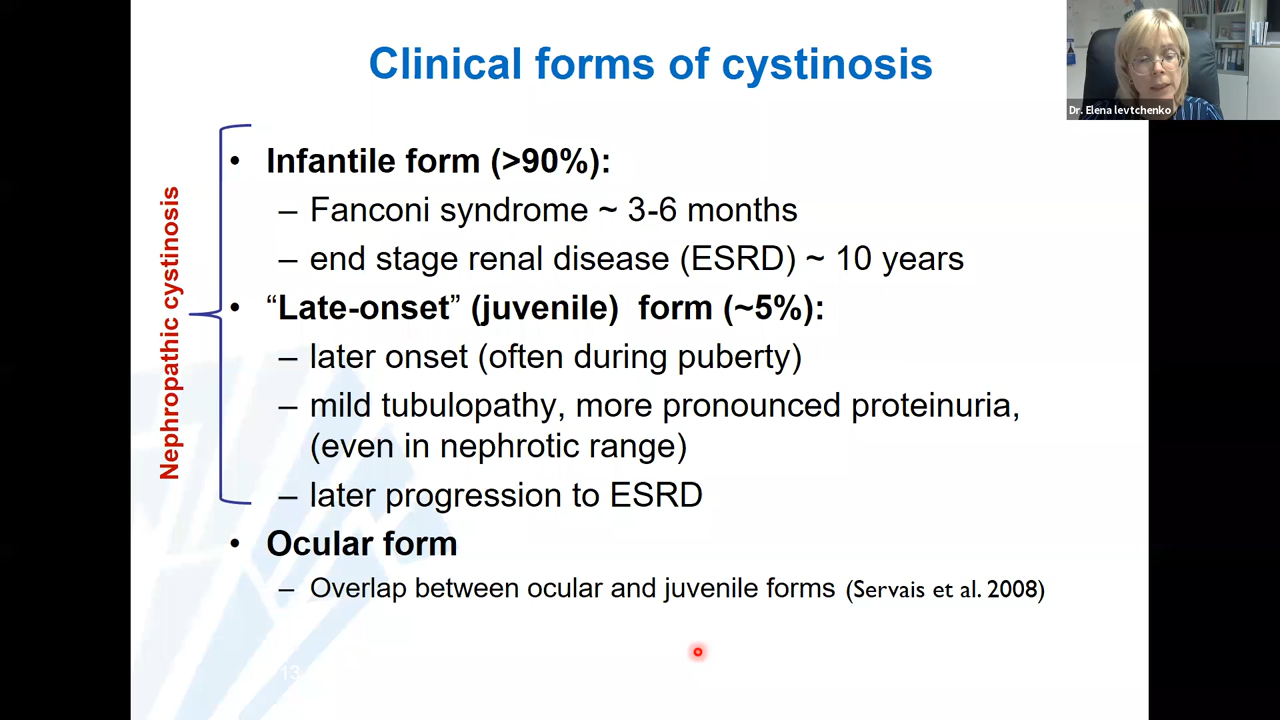 Clinical forms of cystinosis
Dr. Elena levtchenko
Nephropathic cystinosis
• Infantile form (>90%):
– Fanconi syndrome ~ 3-6 months
– end stage renal disease (ESRD) ~ 10 years
• “Late-onset” (juvenile) form (~5%):
– later onset (often during puberty)
– mild tubulopathy, more pronounced proteinuria,
(even in nephrotic range)
– later progression to ESRD
• Ocular form
– Overlap between ocular and juvenile forms (Servais et al. 2008)
13